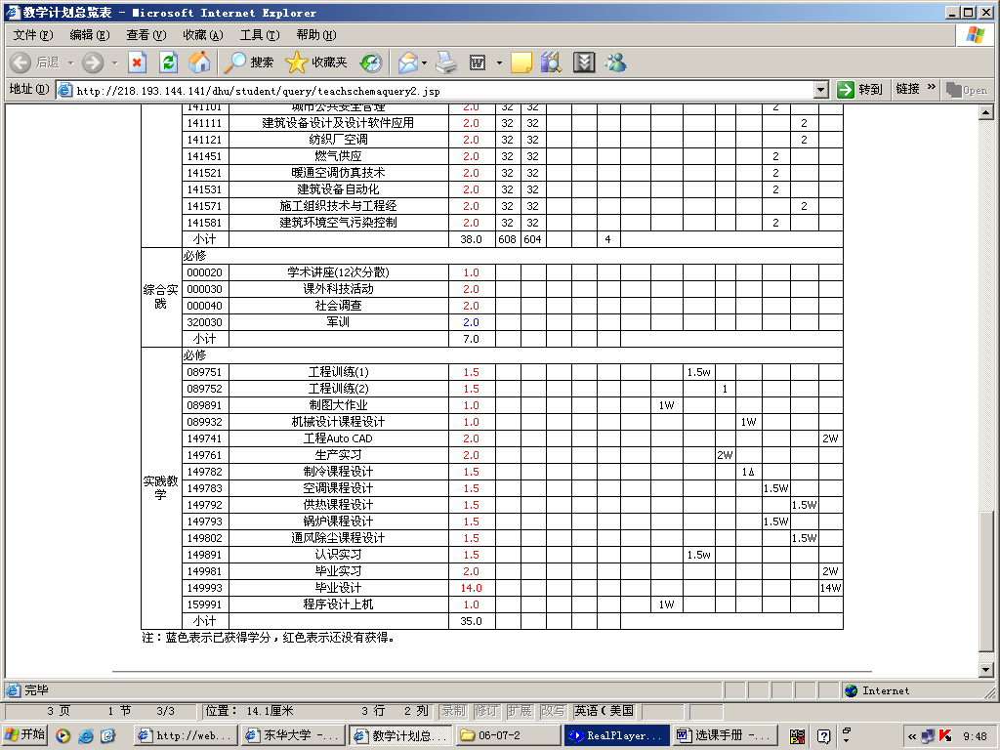 教学计划总览表 - Microsoft Internet Explorer
文件(F) 编辑(E) 查看(V) 收藏(A) 工具(T) 帮助(H)
后退 搜索 收藏夹
地址(D) http://218.193.144.141/dhu/student/query/teachschemaquery2.jsp 转到 链接 » Open
141101 城市公共安全管理 2.0 32 32 2
141111 建筑设备设计及设计软件应用 2.0 32 32 2
141121 纺织厂空调 2.0 32 32 2
141451 燃气供应 2.0 32 32 2
141521 暖通空调仿真技术 2.0 32 32 2
141531 建筑设备自动化 2.0 32 32 2
141571 施工组织技术与工程经 2.0 32 32 2
141581 建筑环境空气污染控制 2.0 32 32 2
小计 38.0 608 604 4
综合实践
必修
000020 学术讲座(12次分散) 1.0
000030 课外科技活动 2.0
000040 社会调查 2.0
320030 军训 2.0
小计 7.0
实践教学
必修
089751 工程训练(1) 1.5 1.5w
089752 工程训练(2) 1.5 1
089891 制图大作业 1.0 1W
089932 机械设计课程设计 1.0 1W
149741 工程Auto CAD 2.0 2W
149761 生产实习 2.0 2W
149782 制冷课程设计 1.5 1
149783 空调课程设计 1.5 1.5W
149792 供热课程设计 1.5 1.5W
149793 锅炉课程设计 1.5 1.5W
149802 通风除尘课程设计 1.5 1.5W
149891 认识实习 1.5 1.5w
149981 毕业实习 2.0 2W
149993 毕业设计 14.0 14W
159991 程序设计上机 1.0 1W
小计 35.0
注：蓝色表示已获得学分，红色表示还没有获得。
完毕 Internet
3 页 1 节 3/3 位置： 14.1厘米 3 行 2 列 录制 修订 扩展 改写 英语(美国
开始 http://web... 东华大学 - ... 教学计划总... 06-07-2 RealPlayer... 选课手册 -... « 9:48